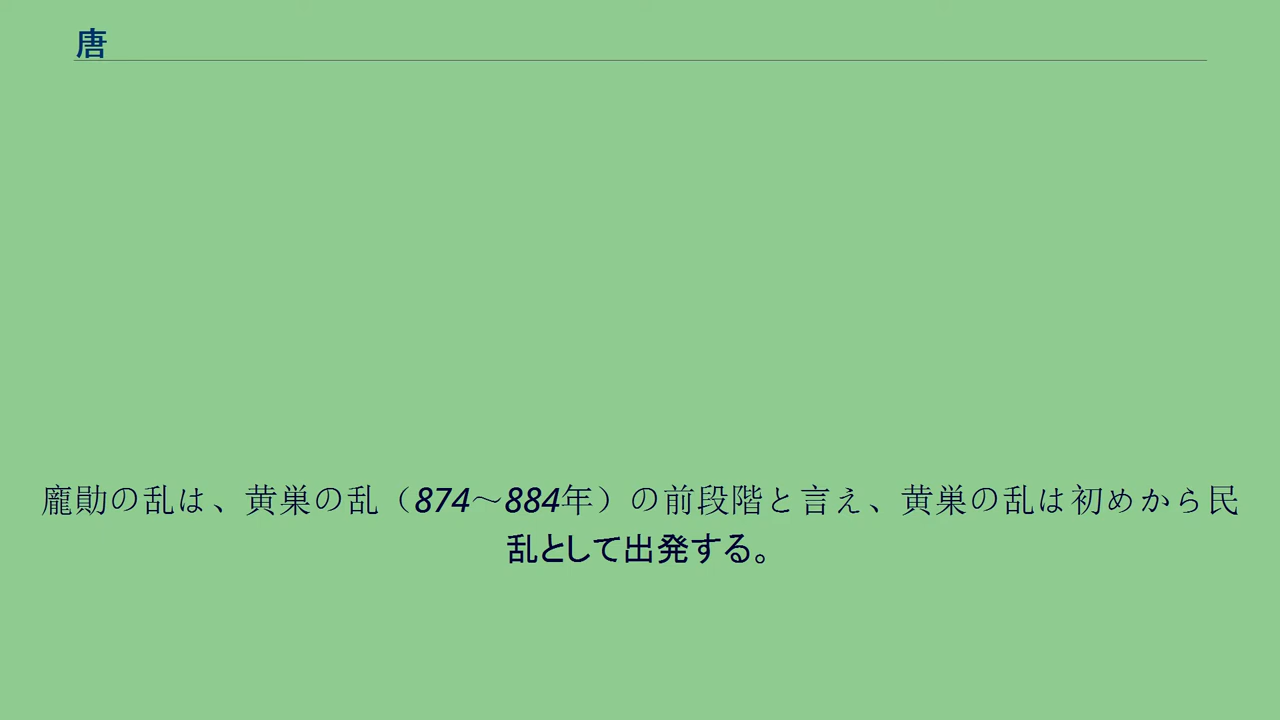 唐
龐勛の乱は、黄巣の乱（874～884年）の前段階と言え、黄巣の乱は初めから民
乱として出発する。